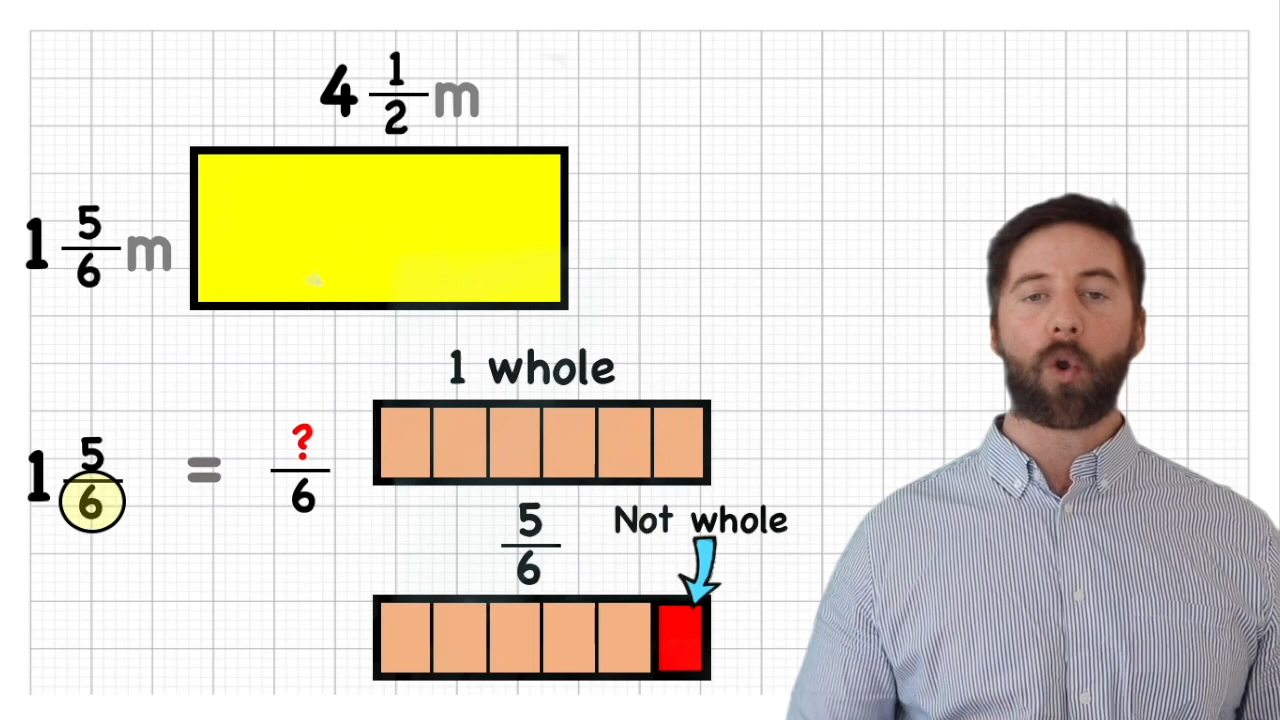 4 1/2 m
1 5/6 m
1 whole
1 5/6 = ?/6
5/6
Not whole